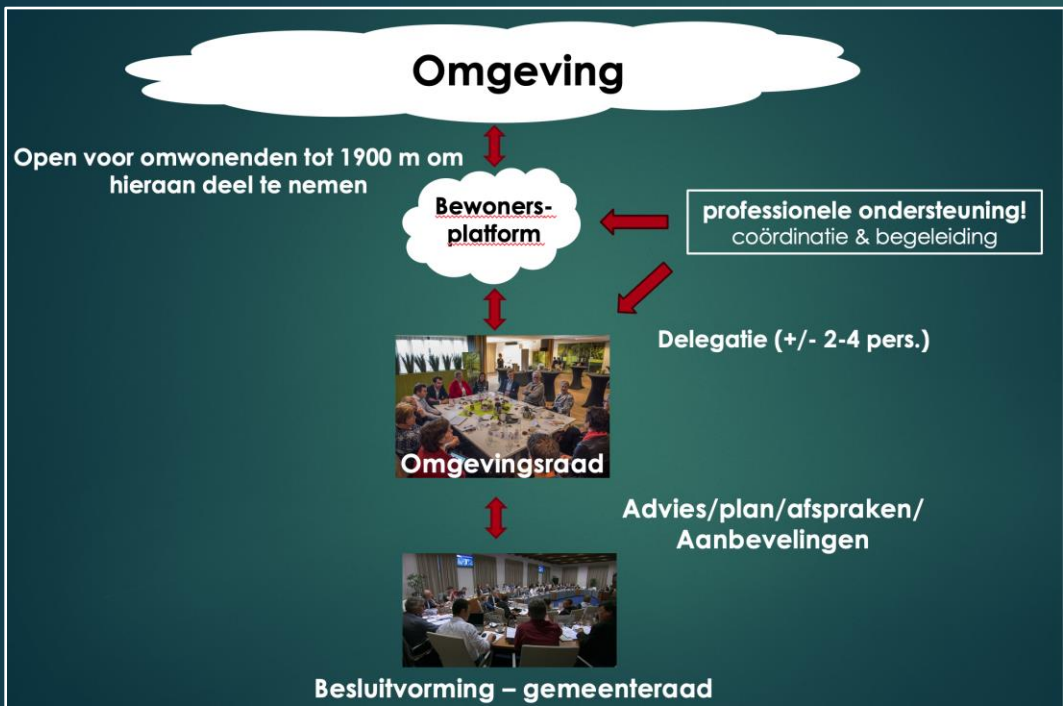 Omgeving
Open voor omwonenden tot 1900 m om
hieraan deel te nemen
Bewoners-
platform
professionele ondersteuning!
coördinatie & begeleiding
Delegatie (+/- 2-4 pers.)
Omgevingsraad
Advies/plan/afspraken/
Aanbevelingen
Besluitvorming – gemeenteraad